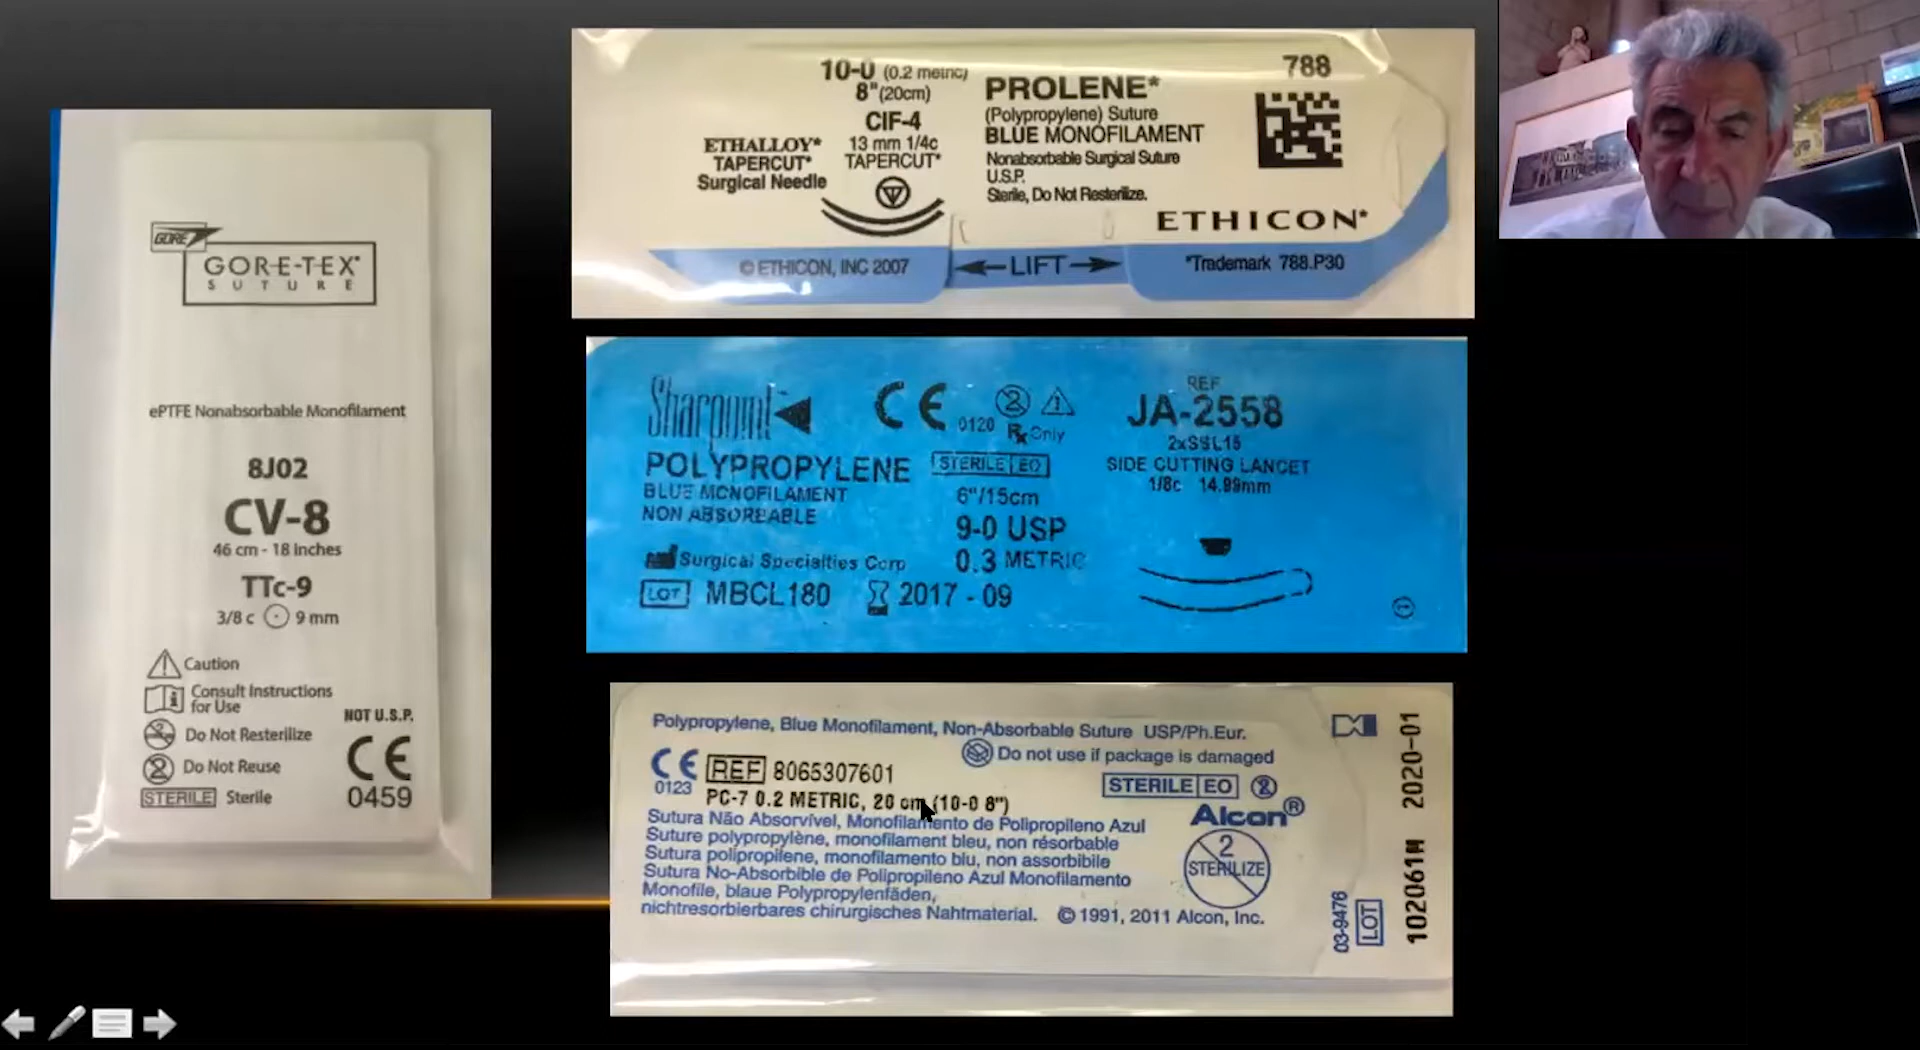 GORE
GORE-TEX*
SUTURE
ePTFE Nonabsorbable Monofilament
8J02
CV-8
46 cm - 18 Inches
TTc-9
3/8 c 9 mm
Caution
Consult Instructions
for Use
NOT U.S.P.
Do Not Resterilize
Do Not Reuse
CE
STERILE Sterile
0459
10-0 (0.2 metric)
8" (20cm)
CIF-4
13 mm 1/4c
TAPERCUT*
ETHALLOY*
TAPERCUT*
Surgical Needle
PROLENE*
(Polypropylene) Suture
BLUE MONOFILAMENT
Nonabsorbable Surgical Suture
U.S.P.
Sterile, Do Not Resterilize.
788
ETHICON*
© ETHICON, INC 2007
LIFT
*Trademark 788.P30
Sharpoint
CE 0120
2
Rx Only
REF
JA-2558
2xSSL15
SIDE CUTTING LANCET
1/8c 14.99mm
POLYPROPYLENE
STERILE EO
BLUE MONOFILAMENT
NON ABSORBABLE
6"/15cm
9-0 USP
0.3 METRIC
Surgical Specialties Corp
LOT MBCL180 2017 - 09
Polypropylene, Blue Monofilament, Non-Absorbable Suture USP/Ph.Eur.
Do not use if package is damaged
CE 0123
REF 8065307601
STERILE EO 2
PC-7 0.2 METRIC, 20 cm (10-0 8")
Alcon®
Sutura Não Absorvível, Monofilamento de Polipropileno Azul
Suture polypropylène, monofilament bleu, non résorbable
Sutura polipropilene, monofilamento blu, non assorbibile
Sutura No-Absorbible de Polipropileno Azul Monofilamento
Monofile, blaue Polypropylenfäden,
nichtresorbierbares chirurgisches Nahtmaterial. © 1991, 2011 Alcon, Inc.
2
STERILIZE
2020-01
102061M
03-9476
LOT